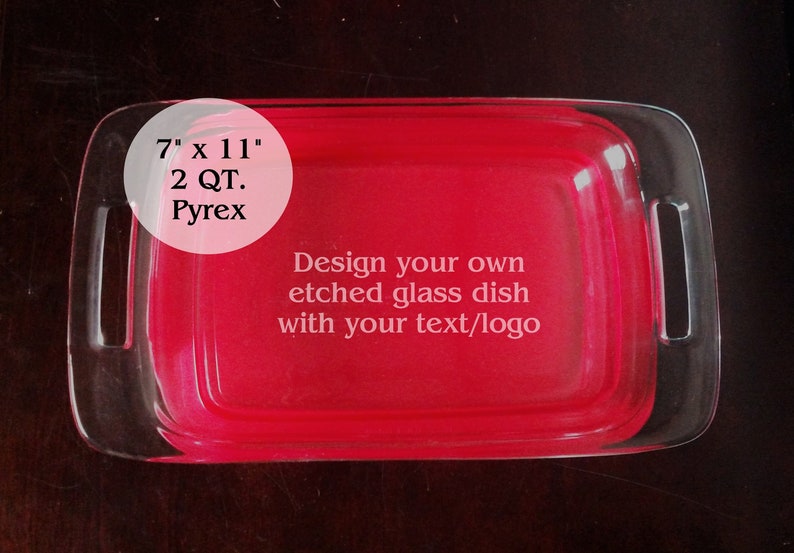 7" x 11"
2 QT.
Pyrex
Design your own
etched glass dish
with your text/logo